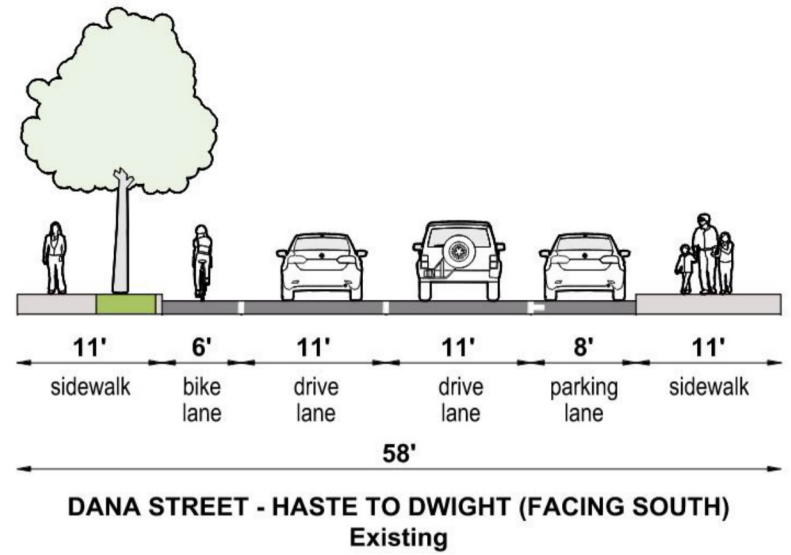 11' 6' 11' 11' 8' 11'
sidewalk bike lane drive lane drive lane parking lane sidewalk
58'
DANA STREET - HASTE TO DWIGHT (FACING SOUTH)
Existing